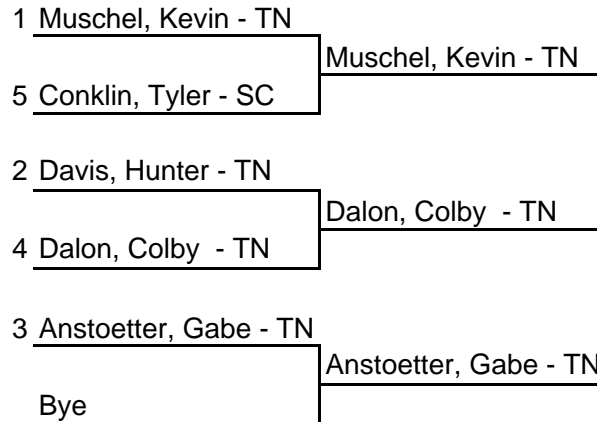 1 Muschel, Kevin - TN
Muschel, Kevin - TN
5 Conklin, Tyler - SC
2 Davis, Hunter - TN
Dalon, Colby - TN
4 Dalon, Colby - TN
3 Anstoetter, Gabe - TN
Anstoetter, Gabe - TN
Bye